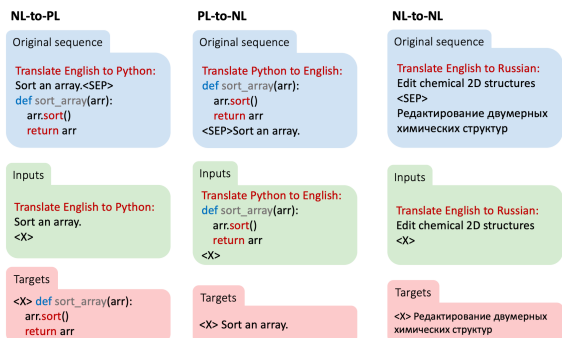 NL-to-PL
Original sequence
Translate English to Python:
Sort an array.<SEP>
def sort_array(arr):
arr.sort()
return arr
Inputs
Translate English to Python:
Sort an array.
<X>
Targets
<X> def sort_array(arr):
arr.sort()
return arr
PL-to-NL
Original sequence
Translate Python to English:
def sort_array(arr):
arr.sort()
return arr
<SEP>Sort an array.
Inputs
Translate Python to English:
def sort_array(arr):
arr.sort()
return arr
<X>
Targets
<X> Sort an array.
NL-to-NL
Original sequence
Translate English to Russian:
Edit chemical 2D structures
<SEP>
Редактирование двумерных
химических структур
Inputs
Translate English to Russian:
Edit chemical 2D structures
<X>
Targets
<X> Редактирование двумерных
химических структур